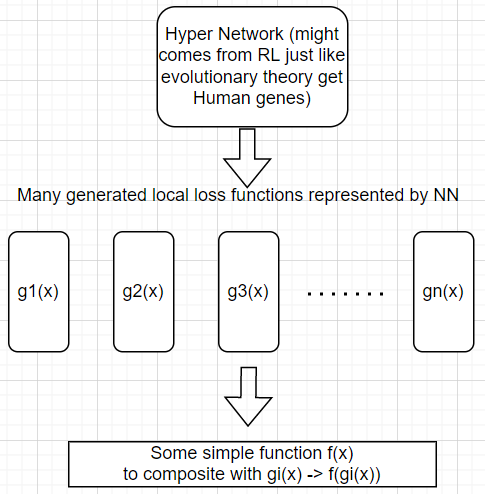 Hyper Network (might
comes from RL just like
evolutionary theory get
Human genes)
Many generated local loss functions represented by NN
g1(x) g2(x) g3(x) ........ gn(x)
Some simple function f(x)
to composite with gi(x) -> f(gi(x))